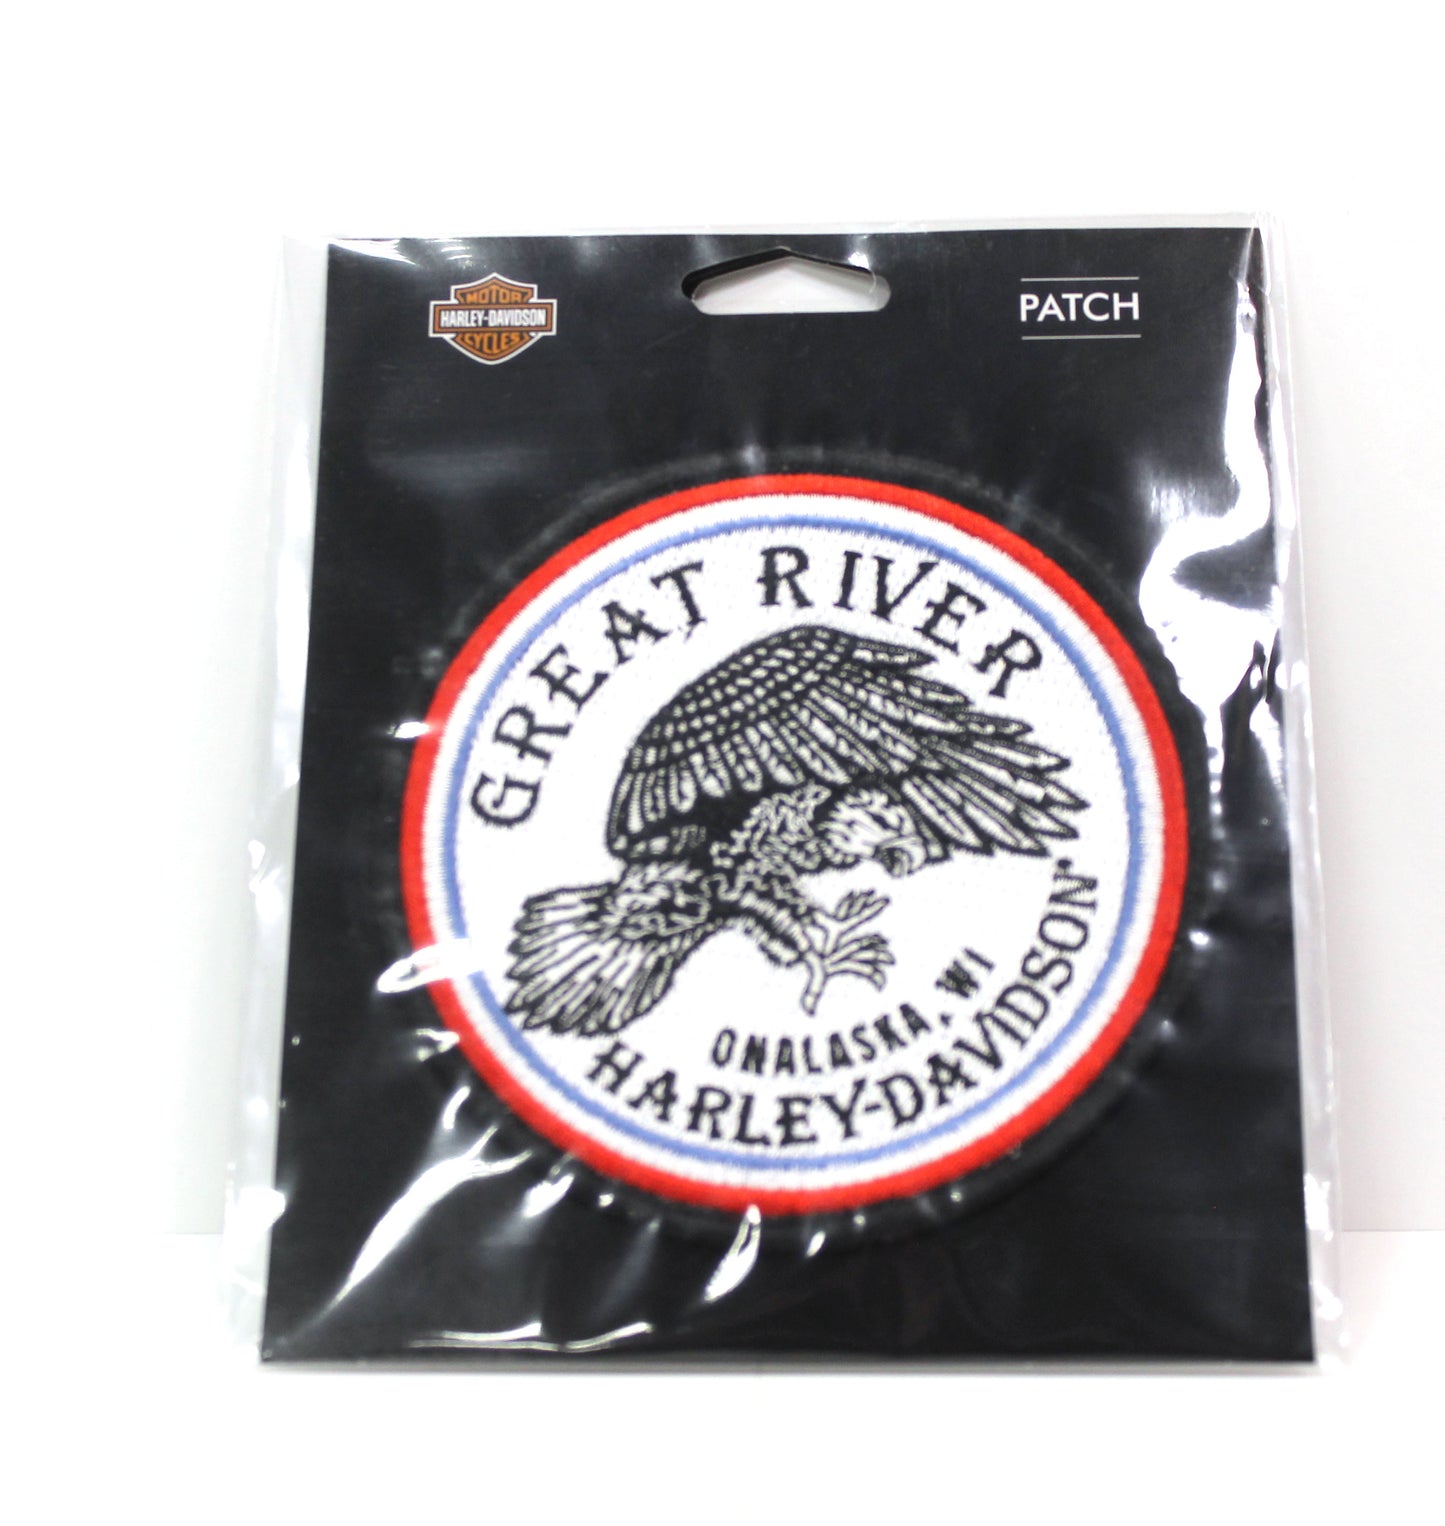 MOTOR
HARLEY-DAVIDSON
CYCLES
PATCH
GREAT RIVER
ONALASKA, WI
HARLEY-DAVIDSON